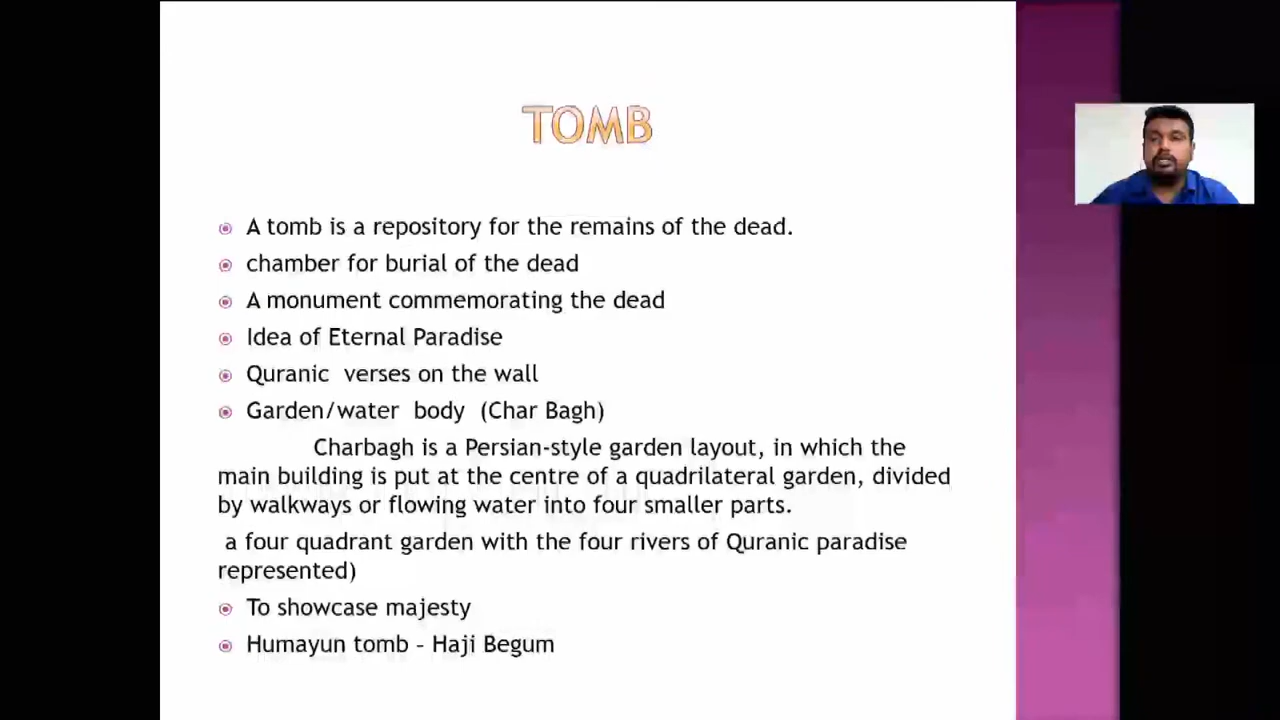 TOMB
A tomb is a repository for the remains of the dead.
chamber for burial of the dead
A monument commemorating the dead
Idea of Eternal Paradise
Quranic verses on the wall
Garden/water body (Char Bagh)
Charbagh is a Persian-style garden layout, in which the
main building is put at the centre of a quadrilateral garden, divided
by walkways or flowing water into four smaller parts.
a four quadrant garden with the four rivers of Quranic paradise
represented)
To showcase majesty
Humayun tomb – Haji Begum